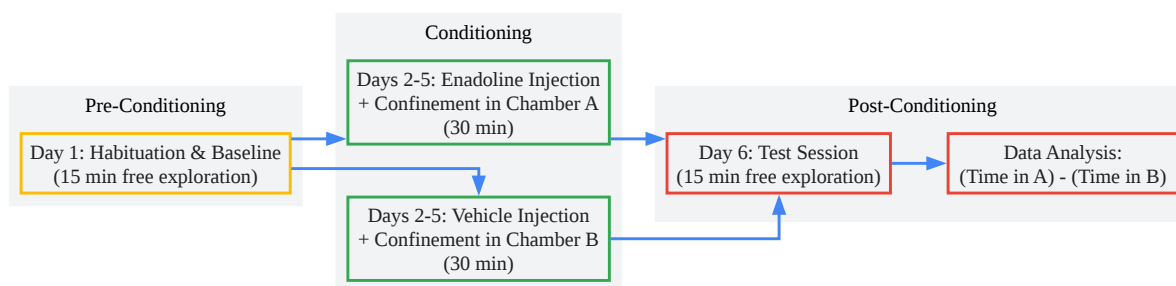 Pre-Conditioning
Day 1: Habituation & Baseline
(15 min free exploration)
Conditioning
Days 2-5: Enadoline Injection
+ Confinement in Chamber A
(30 min)
Days 2-5: Vehicle Injection
+ Confinement in Chamber B
(30 min)
Post-Conditioning
Day 6: Test Session
(15 min free exploration)
Data Analysis:
(Time in A) - (Time in B)